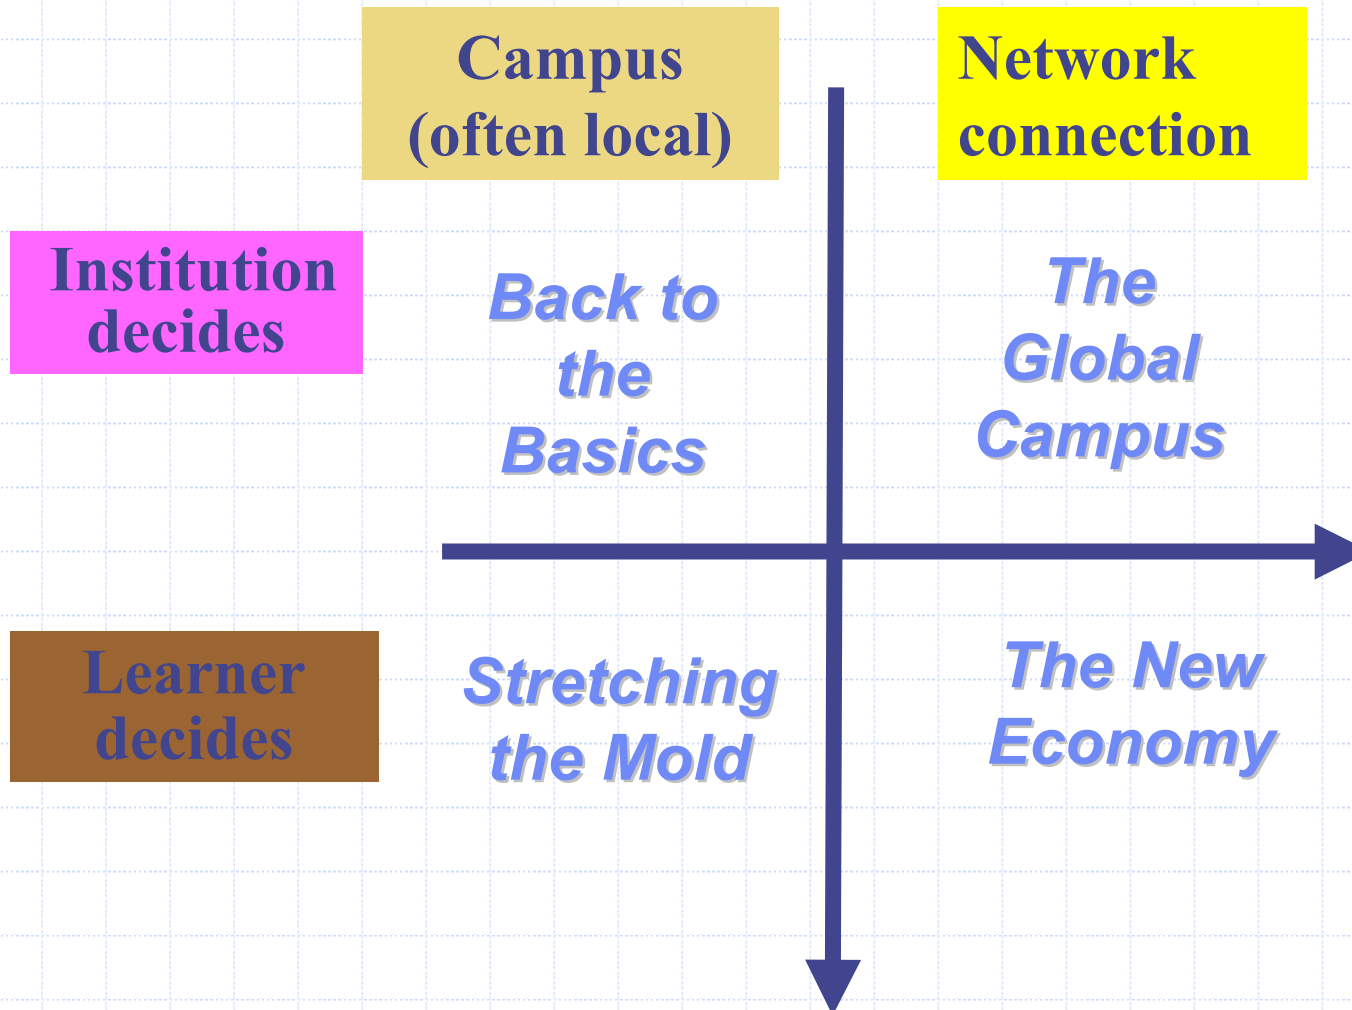 Campus
(often local)
Network
connection
Institution
decides
Back to
the
Basics
The
Global
Campus
Learner
decides
Stretching
the Mold
The New
Economy